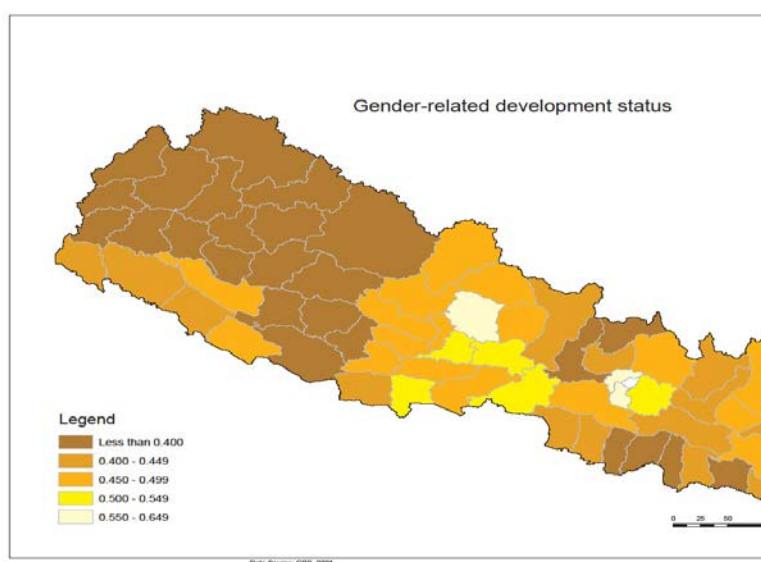 Gender-related development status
Legend
Less than 0.400
0.400 - 0.449
0.450 - 0.499
0.500 - 0.549
0.550 - 0.649
0 25 50